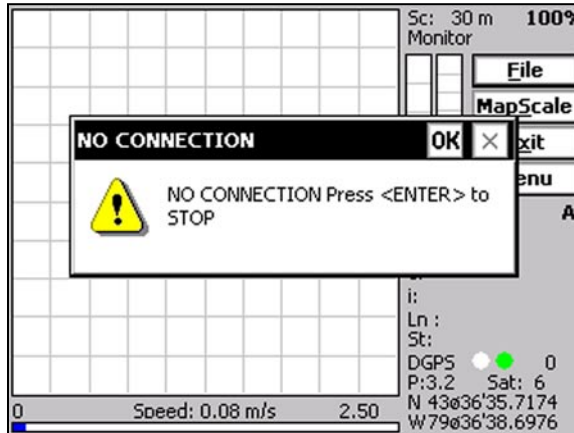 Sc: 30 m 100%
Monitor
File
MapScale
NO CONNECTION OK
xit
NO CONNECTION Press <ENTER> to
STOP
enu
A
i:
Ln :
St:
DGPS 0
P:3.2 Sat: 6
N 43ø36'35.7174
W79ø36'38.6976
0 Speed: 0.08 m/s 2.50